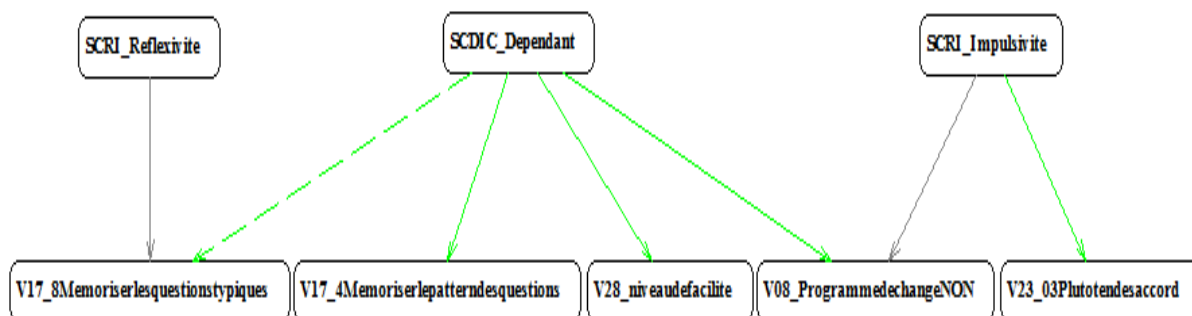 SCRI_Reflexivite
SCDIC_Dependant
SCRI_Impulsivite
V17_8Memoriserlesquestionstypiques
V17_4Memoriserlepatterndesquestions
V28_niveaudefacilite
V08_ProgrammedechangeNON
V23_03Plutotendesaccord